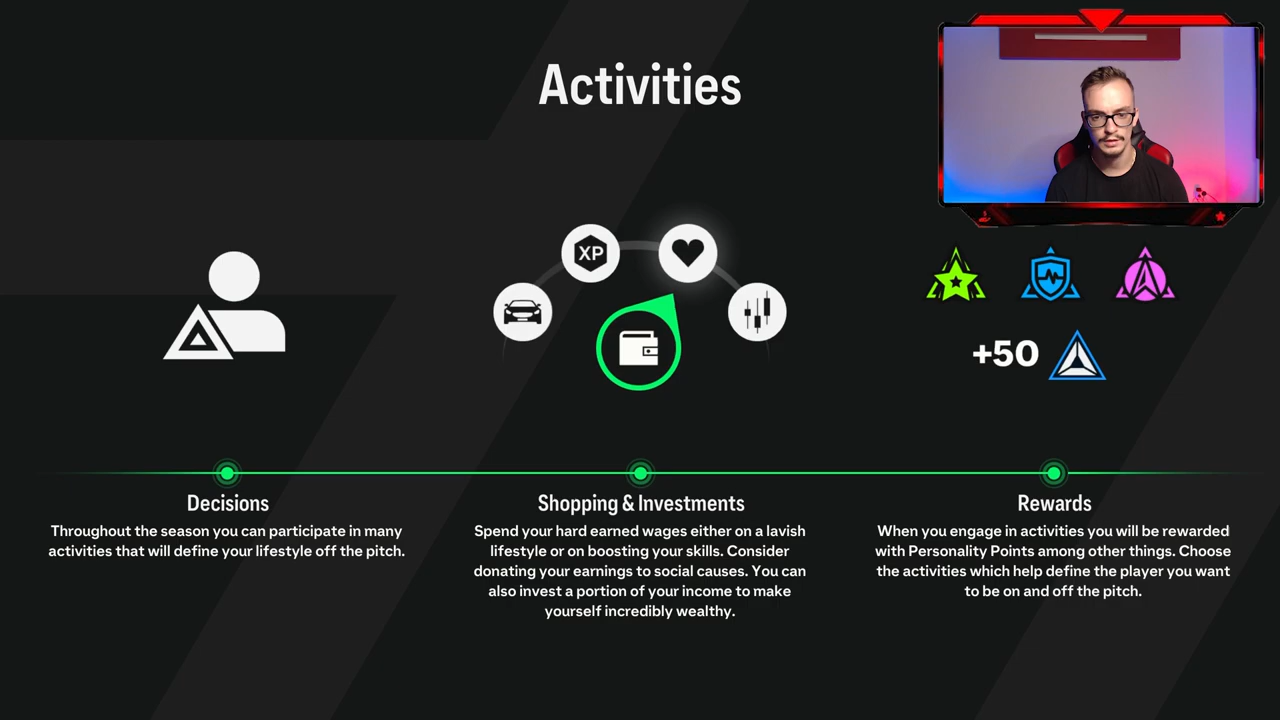 Activities
XP
+50
Decisions
Throughout the season you can participate in many
activities that will define your lifestyle off the pitch.
Shopping & Investments
Spend your hard earned wages either on a lavish
lifestyle or on boosting your skills. Consider
donating your earnings to social causes. You can
also invest a portion of your income to make
yourself incredibly wealthy.
Rewards
When you engage in activities you will be rewarded
with Personality Points among other things. Choose
the activities which help define the player you want
to be on and off the pitch.